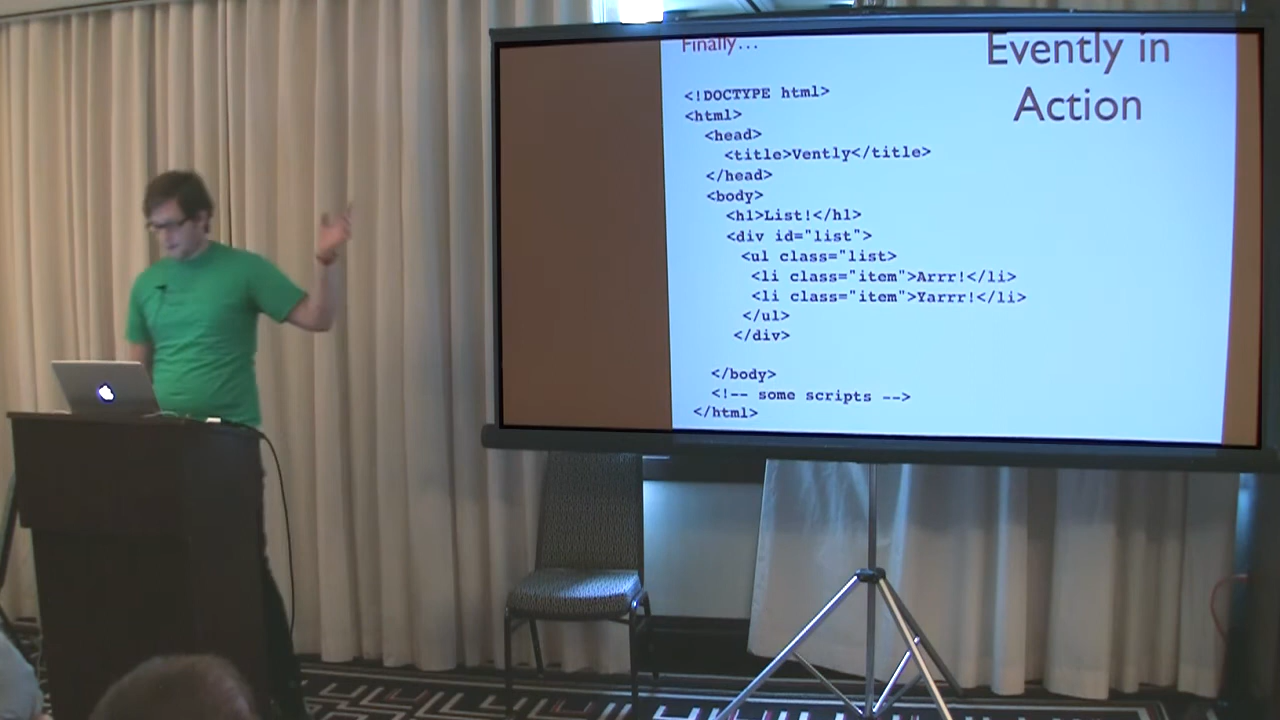 Finally...
Evently in
Action
<!DOCTYPE html>
<html>
<head>
<title>Vently</title>
</head>
<body>
<h1>List!</h1>
<div id="list">
<ul class="list>
<li class="item">Arrr!</li>
<li class="item">Yarrr!</li>
</ul>
</div>
</body>
<!-- some scripts -->
</html>